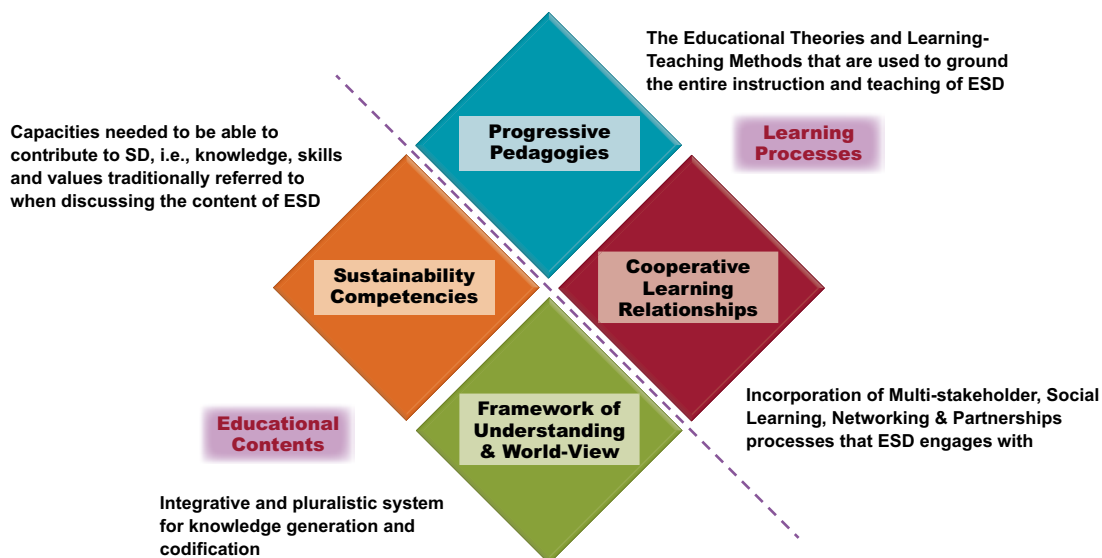 The Educational Theories and Learning-
Teaching Methods that are used to ground
the entire instruction and teaching of ESD
Progressive
Pedagogies
Learning
Processes
Capacities needed to be able to
contribute to SD, i.e., knowledge, skills
and values traditionally referred to
when discussing the content of ESD
Sustainability
Competencies
Cooperative
Learning
Relationships
Educational
Contents
Framework of
Understanding
& World-View
Incorporation of Multi-stakeholder, Social
Learning, Networking & Partnerships
processes that ESD engages with
Integrative and pluralistic system
for knowledge generation and
codification